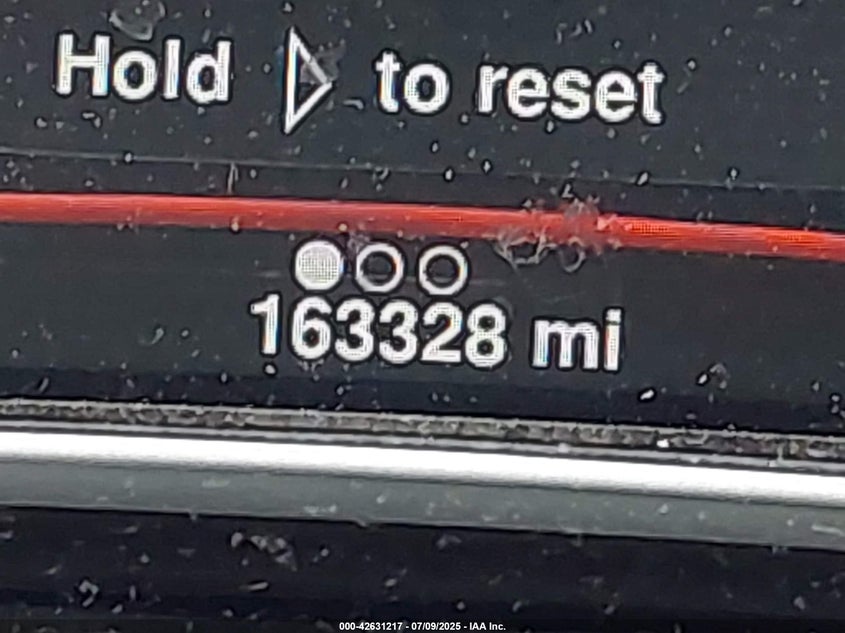 Hold ▷ to reset
163328 mi
000-42631217 - 07/09/2025 - IAA Inc.